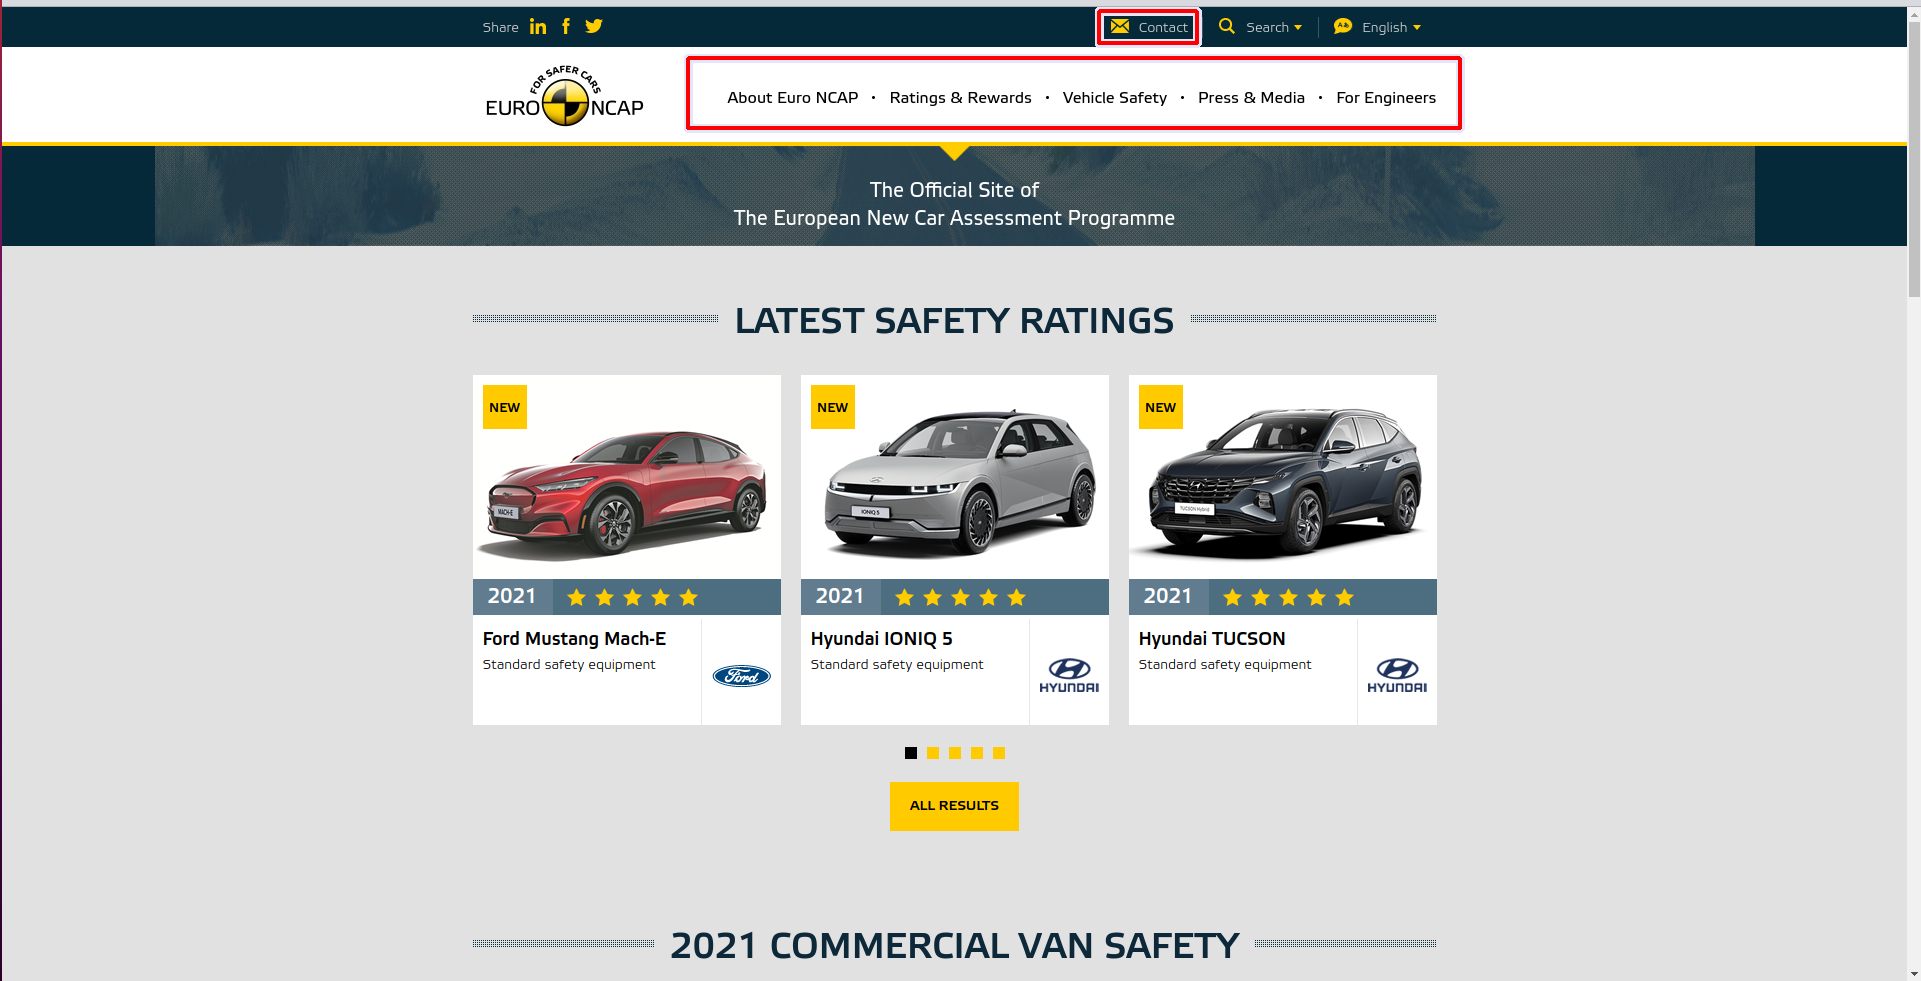 Share
Contact
Search
English
FOR SAFER CARS
EURO NCAP
About Euro NCAP • Ratings & Rewards • Vehicle Safety • Press & Media • For Engineers
The Official Site of
The European New Car Assessment Programme
LATEST SAFETY RATINGS
NEW
MACH-E
2021
Ford Mustang Mach-E
Standard safety equipment
Ford
NEW
IONIQ 5
2021
Hyundai IONIQ 5
Standard safety equipment
HYUNDAI
NEW
TUCSON Hybrid
2021
Hyundai TUCSON
Standard safety equipment
HYUNDAI
ALL RESULTS
2021 COMMERCIAL VAN SAFETY